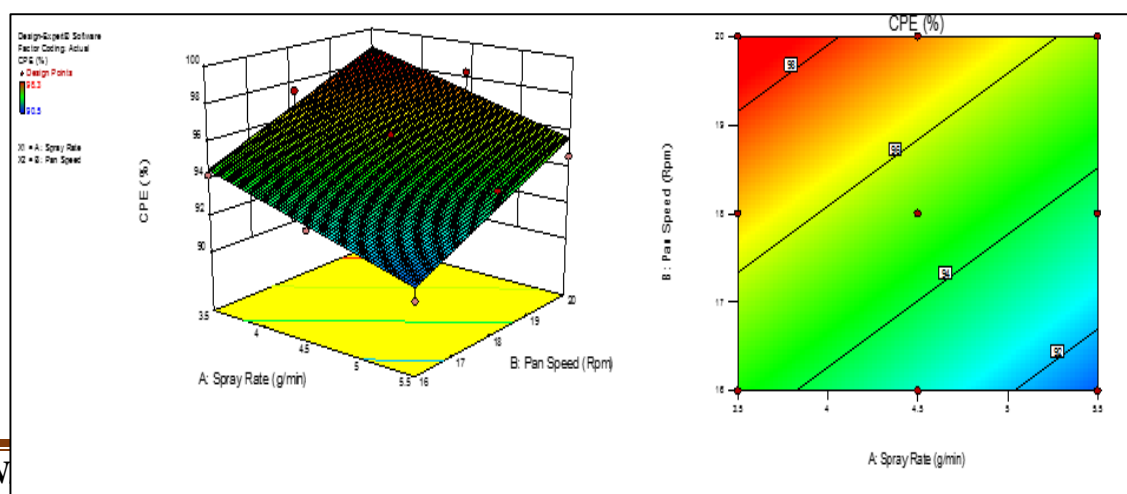 Design-Expert® Software
Factor Coding: Actual
CPE (%)
Design Points
98.3
90.5
X1 = A: Spray Rate
X2 = B: Pan Speed
100
98
96
94
92
90
CPE (%)
3.5
4
4.5
5
5.5
16
17
18
19
20
A: Spray Rate (g/min)
B: Pan Speed (Rpm)
CPE (%)
20
19
18
17
16
B: Pan Speed (Rpm)
98
96
94
92
3.5
4
4.5
5
5.5
A: Spray Rate (g/min)